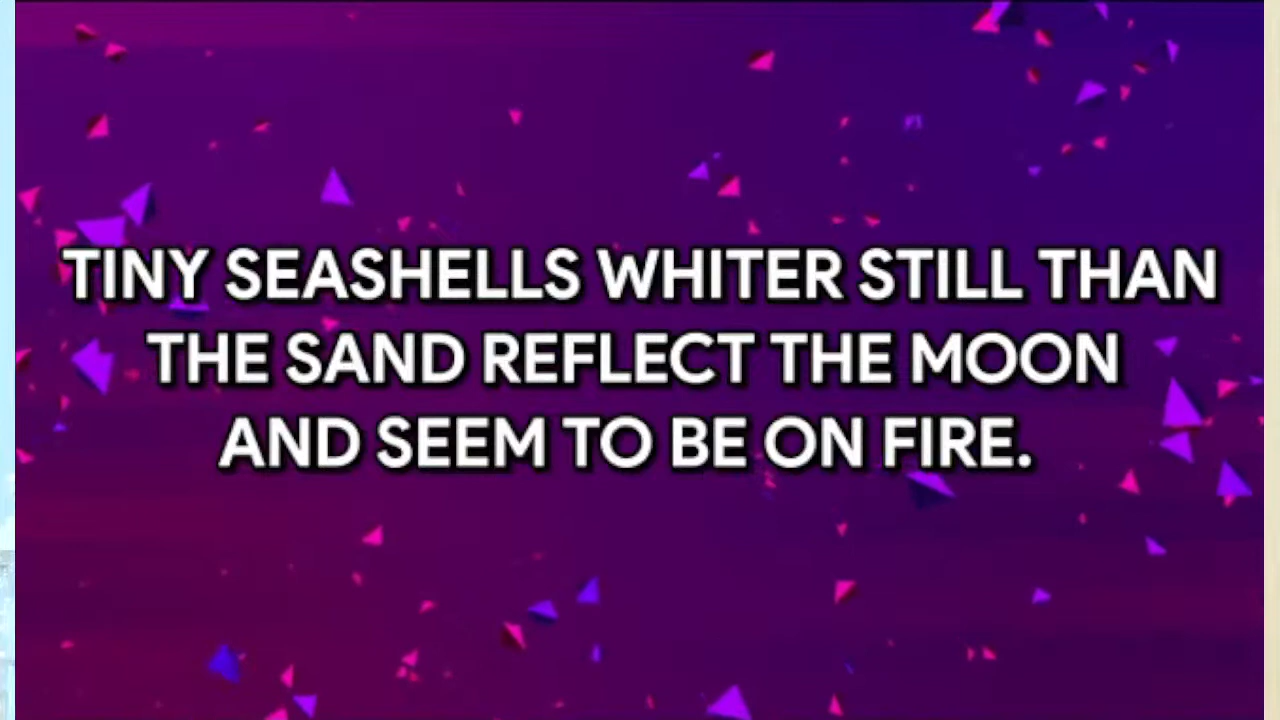 TINY SEASHELLS WHITER STILL THAN
THE SAND REFLECT THE MOON
AND SEEM TO BE ON FIRE.